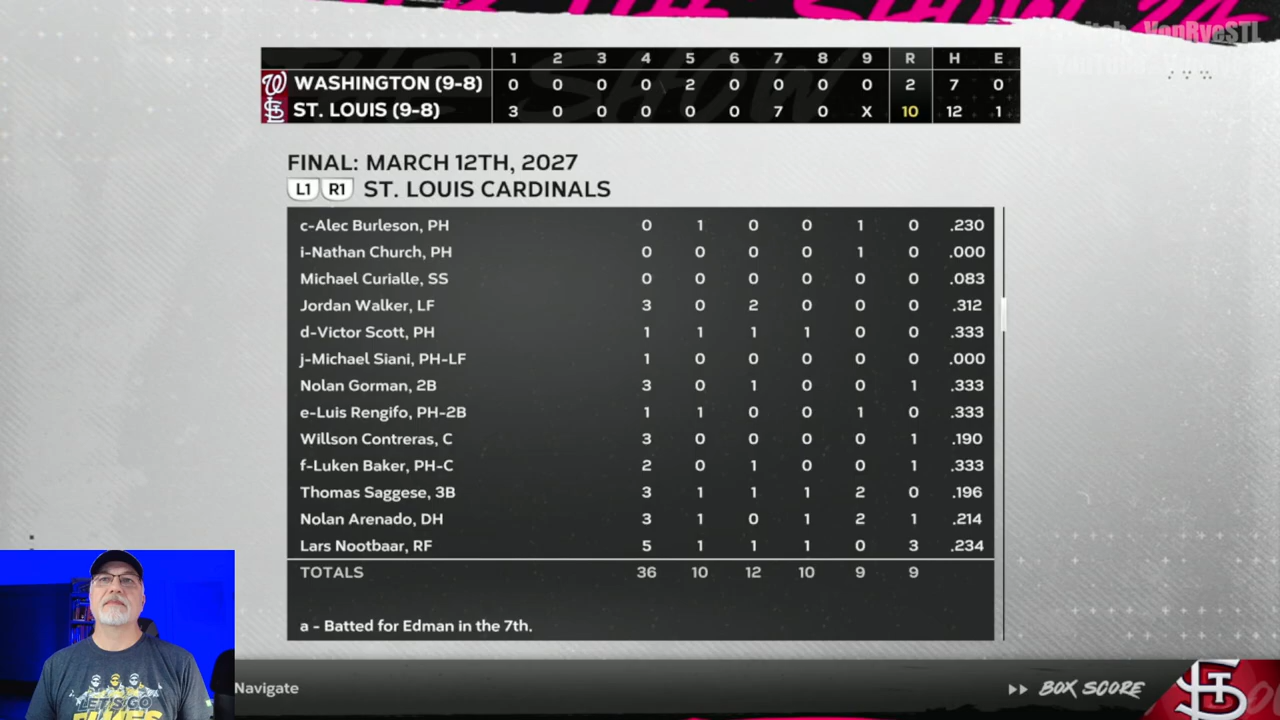 THE SHOW 24
Twitch VonRyeSTL
1 2 3 4 5 6 7 8 9 R H E
WASHINGTON (9-8) 0 0 0 0 2 0 0 0 0 2 7 0
ST. LOUIS (9-8) 3 0 0 0 0 0 7 0 X 10 12 1
FINAL: MARCH 12TH, 2027
L1 R1 ST. LOUIS CARDINALS
c-Alec Burleson, PH 0 1 0 0 1 0 .230
i-Nathan Church, PH 0 0 0 0 1 0 .000
Michael Curialle, SS 0 0 0 0 0 0 .083
Jordan Walker, LF 3 0 2 0 0 0 .312
d-Victor Scott, PH 1 1 1 1 0 0 .333
j-Michael Siani, PH-LF 1 0 0 0 0 0 .000
Nolan Gorman, 2B 3 0 1 0 0 1 .333
e-Luis Rengifo, PH-2B 1 1 0 0 1 0 .333
Willson Contreras, C 3 0 0 0 0 1 .190
f-Luken Baker, PH-C 2 0 1 0 0 1 .333
Thomas Saggese, 3B 3 1 1 1 2 0 .196
Nolan Arenado, DH 3 1 0 1 2 1 .214
Lars Nootbaar, RF 5 1 1 1 0 3 .234
TOTALS 36 10 12 10 9 9
a - Batted for Edman in the 7th.
LET'S GO
Navigate
BOX SCORE